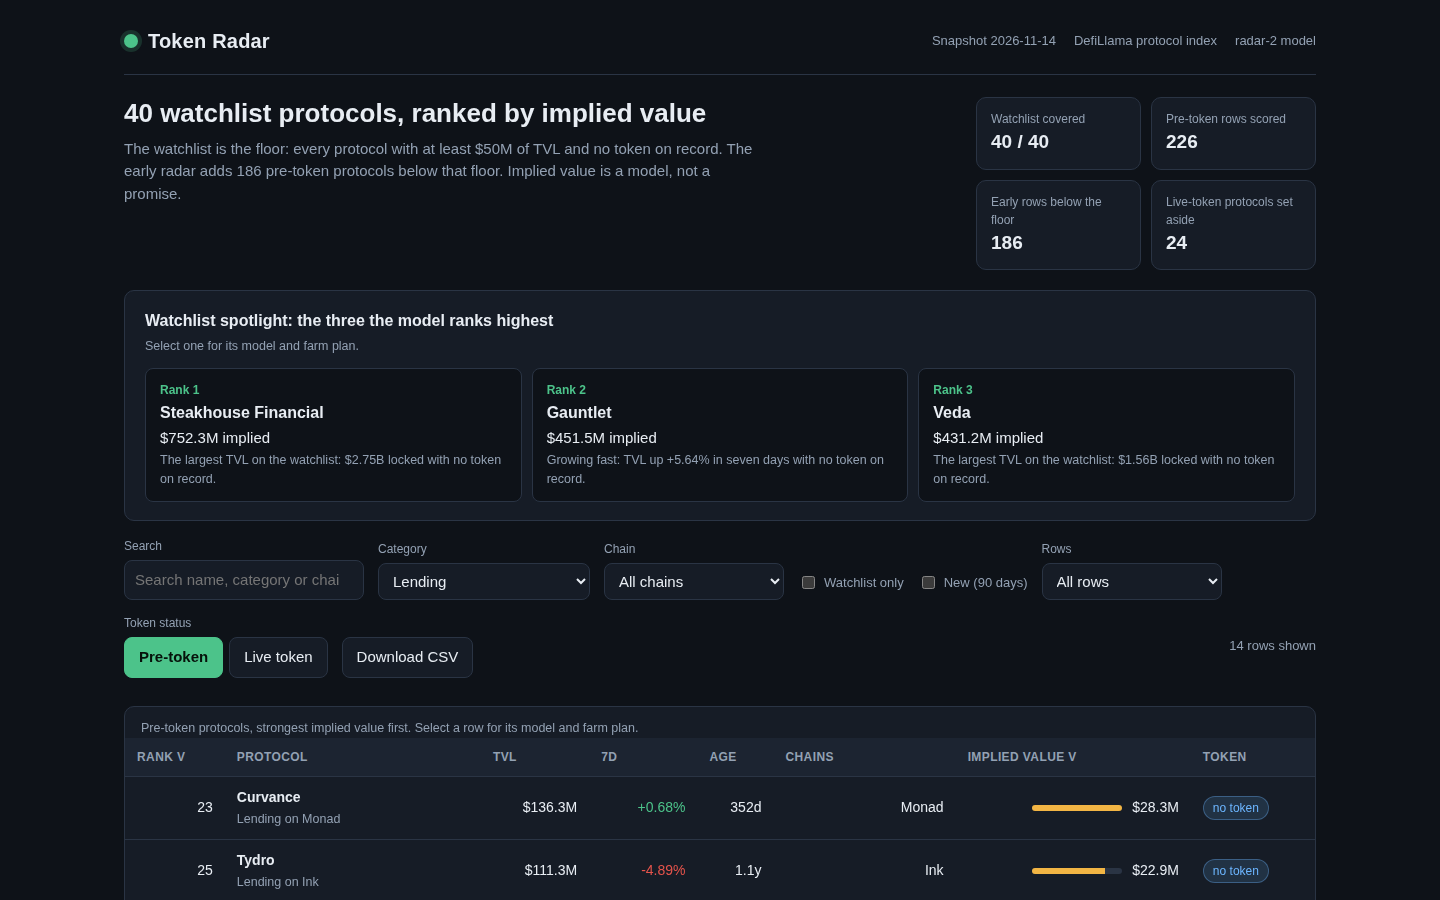 Token Radar
Snapshot 2026-11-14 DefiLlama protocol index radar-2 model
40 watchlist protocols, ranked by implied value
The watchlist is the floor: every protocol with at least $50M of TVL and no token on record. The
early radar adds 186 pre-token protocols below that floor. Implied value is a model, not a
promise.
Watchlist covered
40 / 40
Pre-token rows scored
226
Early rows below the
floor
186
Live-token protocols set
aside
24
Watchlist spotlight: the three the model ranks highest
Select one for its model and farm plan.
Rank 1
Steakhouse Financial
$752.3M implied
The largest TVL on the watchlist: $2.75B locked with no token
on record.
Rank 2
Gauntlet
$451.5M implied
Growing fast: TVL up +5.64% in seven days with no token on
record.
Rank 3
Veda
$431.2M implied
The largest TVL on the watchlist: $1.56B locked with no token
on record.
Search
Search name, category or chai
Category
Lending
Chain
All chains
Watchlist only
New (90 days)
Rows
All rows
Token status
Pre-token Live token Download CSV
14 rows shown
Pre-token protocols, strongest implied value first. Select a row for its model and farm plan.
RANK V PROTOCOL TVL 7D AGE CHAINS IMPLIED VALUE V TOKEN
23 Curvance $136.3M +0.68% 352d Monad $28.3M no token
Lending on Monad
25 Tydro $111.3M -4.89% 1.1y Ink $22.9M no token
Lending on Ink